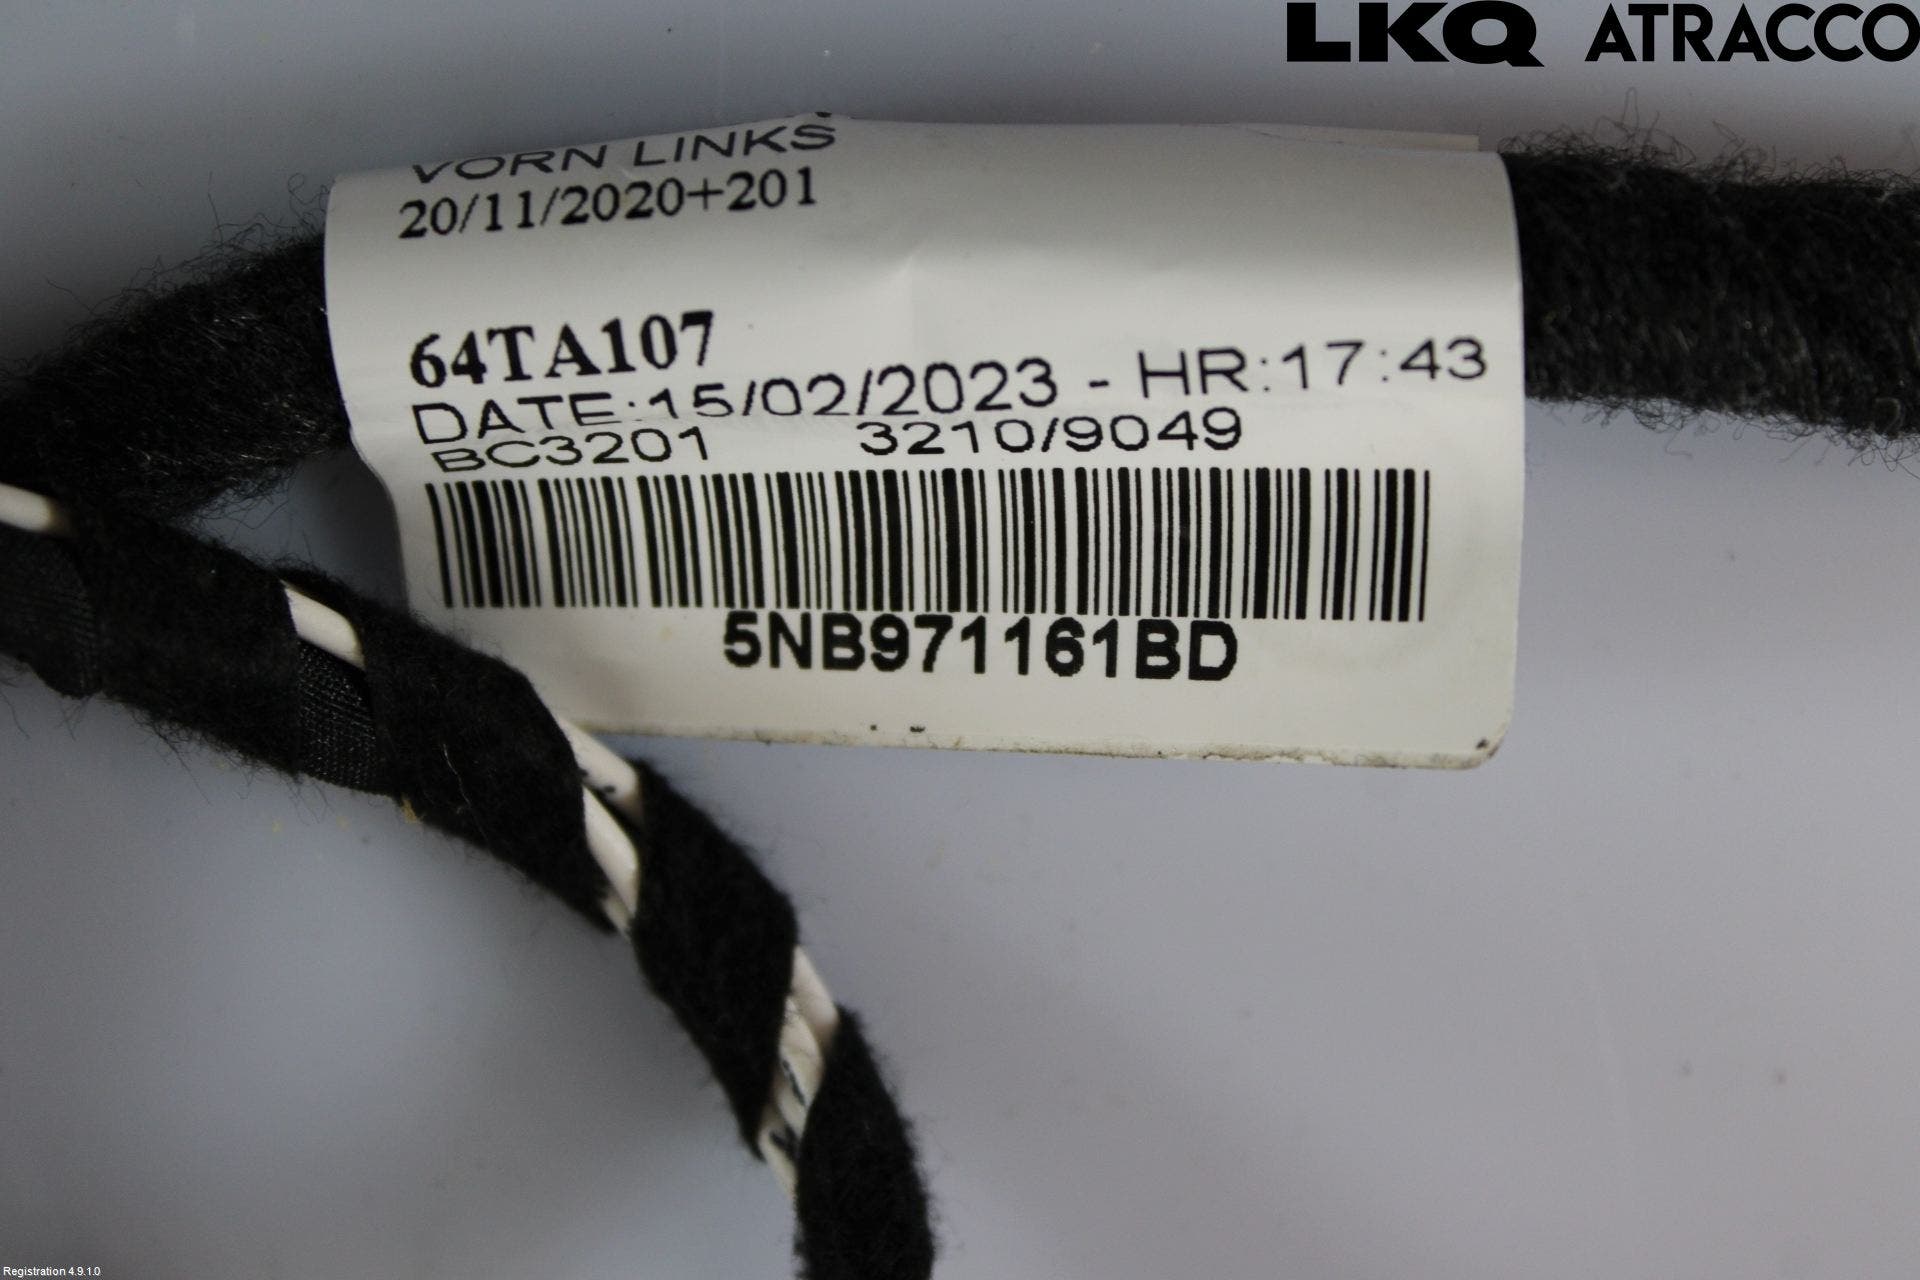 LKQ ATRACCO
VORN LINKS
20/11/2020+201
64TA107
DATE:15/02/2023 - HR:17:43
BC3201 3210/9049
5NB971161BD
Registration 4.9.1.0